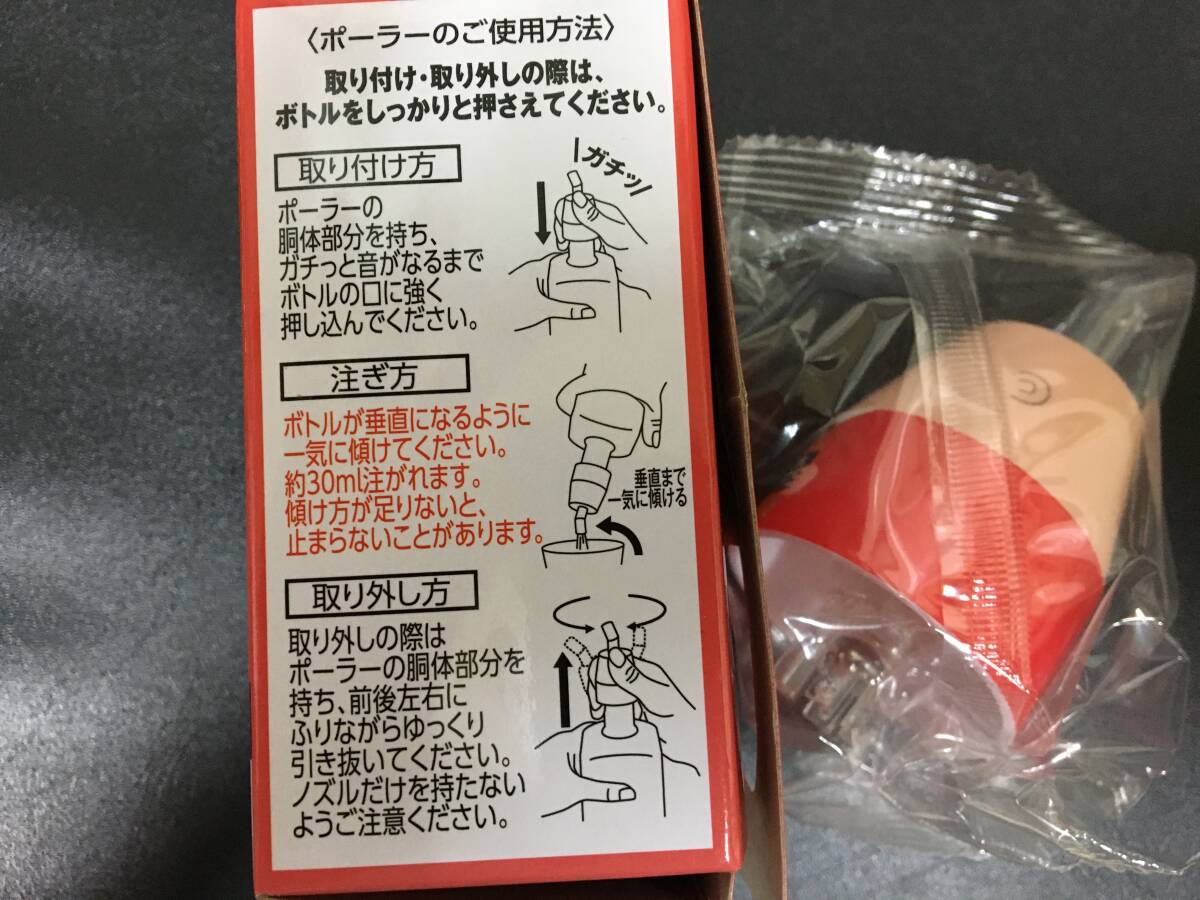 〈ポーラーのご使用方法〉
取り付け・取り外しの際は、
ボトルをしっかりと押さえてください。
取り付け方
ガチッ
ポーラーの
胴体部分を持ち、
ガチっと音がなるまで
ボトルの口に強く
押し込んでください。
注ぎ方
ボトルが垂直になるように
一気に傾けてください。
約30ml注がれます。
傾け方が足りないと、
止まらないことがあります。
垂直まで
一気に傾ける
取り外し方
取り外しの際は
ポーラーの胴体部分を
持ち、前後左右に
ふりながらゆっくり
引き抜いてください。
ノズルだけを持たない
ようご注意ください。